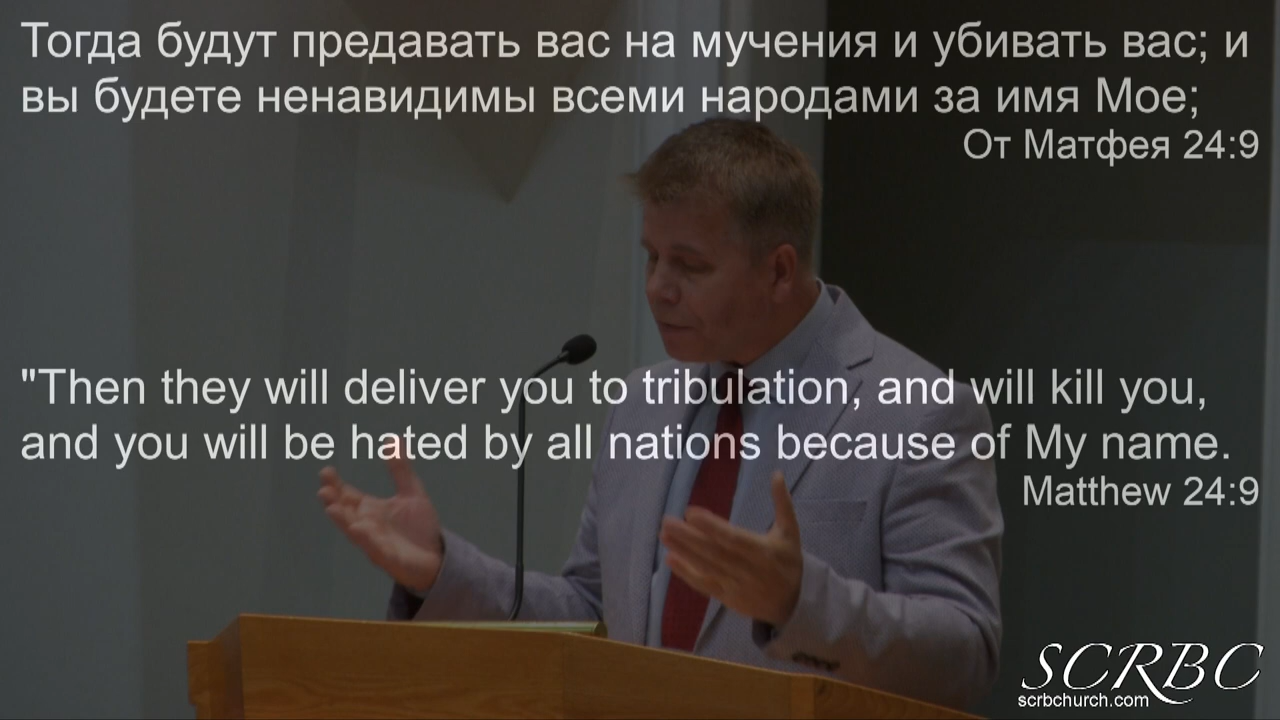 Тогда будут предавать вас на мучения и убивать вас; и
вы будете ненавидимы всеми народами за имя Мое;
От Матфея 24:9
"Then they will deliver you to tribulation, and will kill you,
and you will be hated by all nations because of My name.
Matthew 24:9
SCRBC
scrbchurch.com